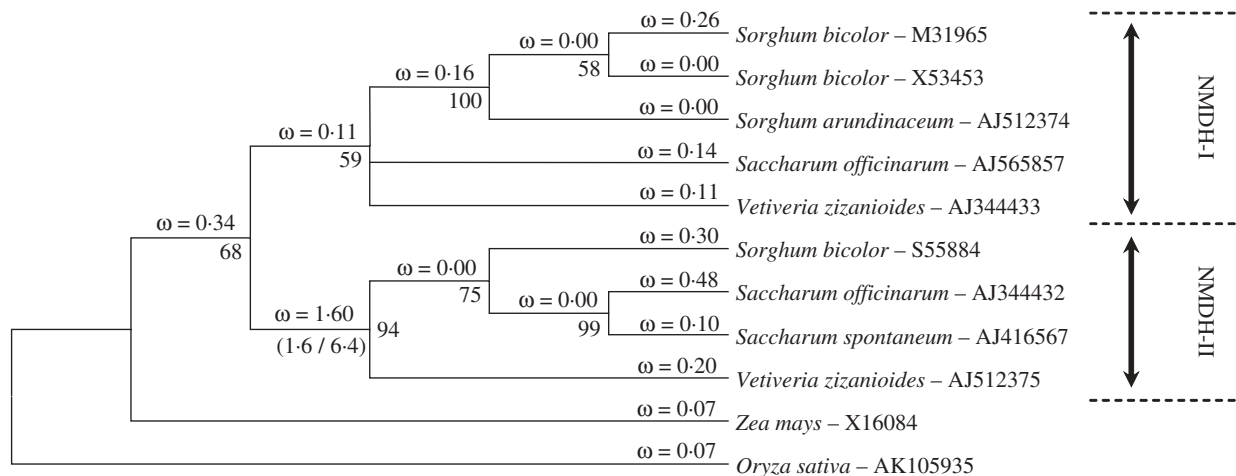 ω = 0·26
Sorghum bicolor – M31965
ω = 0·00
58
ω = 0·00
Sorghum bicolor – X53453
ω = 0·16
100
ω = 0·00
Sorghum arundinaceum – AJ512374
ω = 0·11
59
ω = 0·14
Saccharum officinarum – AJ565857
ω = 0·11
Vetiveria zizanioides – AJ344433
NMDH-I
ω = 0·34
68
ω = 0·30
Sorghum bicolor – S55884
ω = 0·00
75
ω = 0·48
Saccharum officinarum – AJ344432
ω = 0·00
99
ω = 0·10
Saccharum spontaneum – AJ416567
ω = 1·60
(1·6 / 6·4)
94
ω = 0·20
Vetiveria zizanioides – AJ512375
NMDH-II
ω = 0·07
Zea mays – X16084
ω = 0·07
Oryza sativa – AK105935